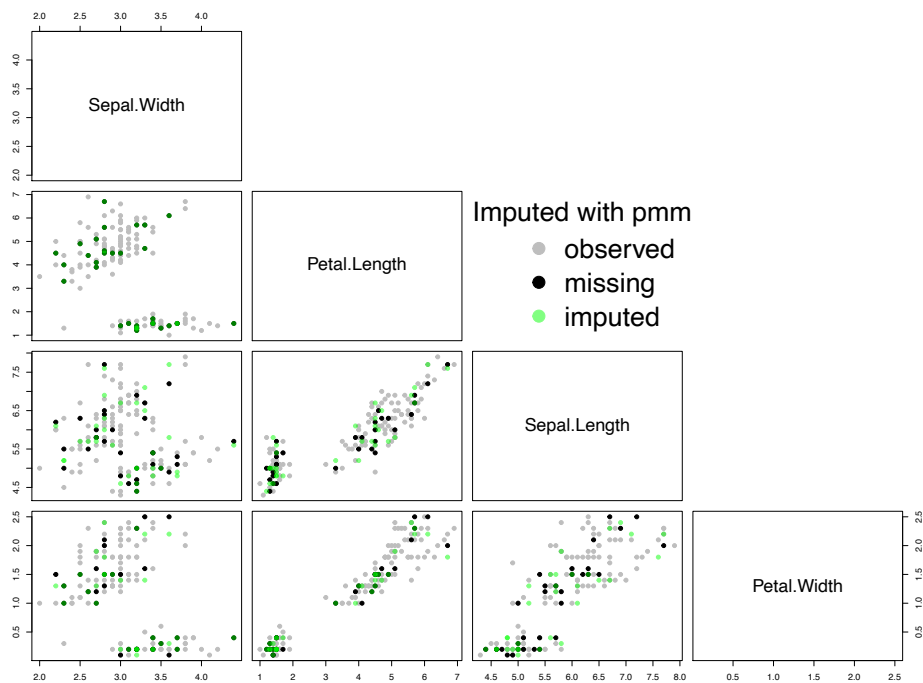 2.0 2.5 3.0 3.5 4.0
2.0 2.5 3.0 3.5 4.0
Sepal.Width
1 2 3 4 5 6 7
Petal.Length
Imputed with pmm
observed
missing
imputed
4.5 5.5 6.5 7.5
Sepal.Length
0.5 1.0 1.5 2.0 2.5
Petal.Width
0.5 1.0 1.5 2.0 2.5
2.0 2.5 3.0 3.5 4.0
1 2 3 4 5 6 7
4.5 5.0 5.5 6.0 6.5 7.0 7.5 8.0
0.5 1.0 1.5 2.0 2.5